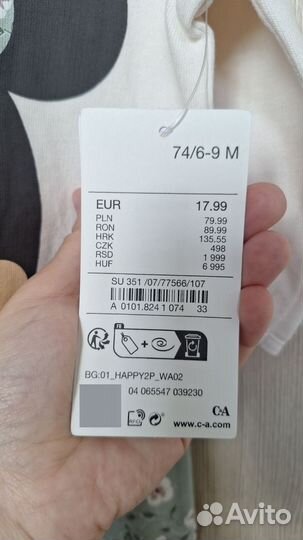 74/6-9 M
EUR 17.99
PLN 79.99
RON 89.99
HRK 135.55
CZK 498
RSD 1 999
HUF 6 995
SU 351 /07/77566/107
A 0101.824 1 074 33
FR
BG:01_HAPPY2P_WA02
04 065547 039230
C&A
www.c-a.com
Avito